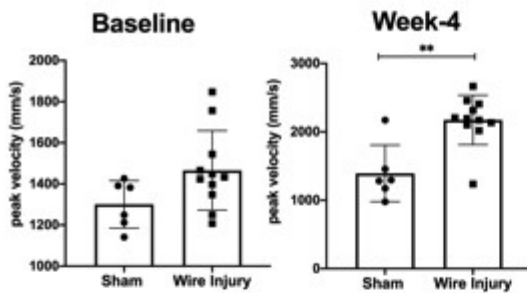 Baseline
peak velocity (mm/s)
2000
1800
1600
1400
1200
1000
Sham
Wire Injury
Week-4
**
peak velocity (mm/s)
3000
2000
1000
0
Sham
Wire Injury